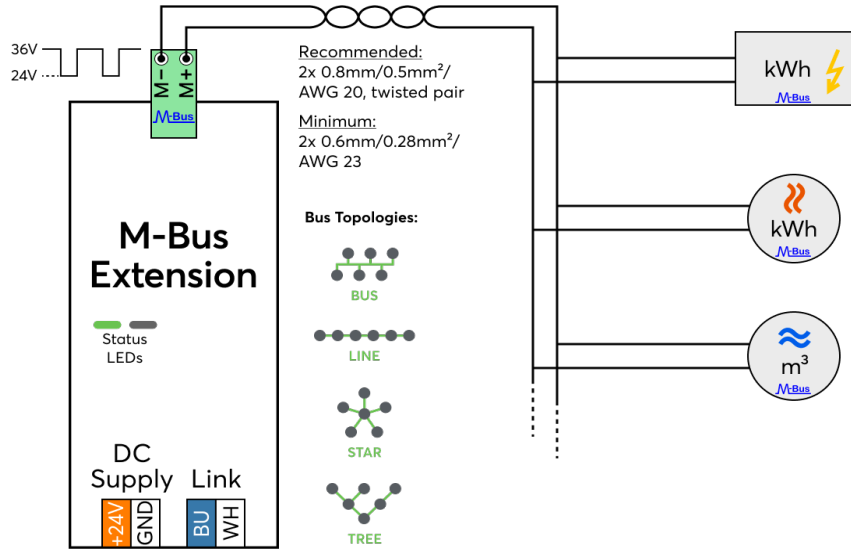 36V
24V
M-
M+
M-Bus
Recommended:
2x 0.8mm/0.5mm²/
AWG 20, twisted pair
Minimum:
2x 0.6mm/0.28mm²/
AWG 23
kWh
M-Bus
kWh
M-Bus
m³
M-Bus
M-Bus
Extension
Status
LEDs
Bus Topologies:
BUS
LINE
STAR
TREE
DC
Supply
Link
+24V
GND
BU
WH